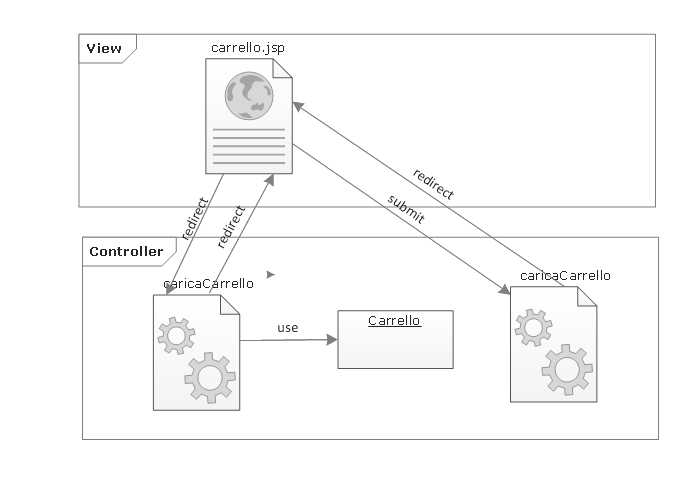 carrello.jsp
View
redirect
redirect
submit
redirect
Controller
caricaCarrello
caricaCarrello
Carrello
use